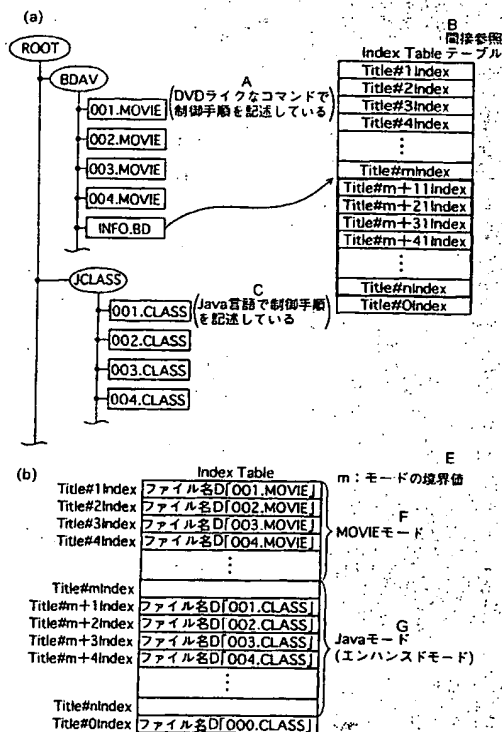 (a)
ROOT
BDAV
A
(DVDライクなコマンドで
制御手順を記述している)
001.MOVIE
002.MOVIE
003.MOVIE
004.MOVIE
INFO.BD
B
間接参照
Index Table テーブル
Title#1Index
Title#2Index
Title#3Index
Title#4Index
⋮
Title#mIndex
Title#m+11Index
Title#m+21Index
Title#m+31Index
Title#m+41Index
⋮
Title#nIndex
Title#0Index
JCLASS
C
(Java言語で制御手順
を記述している)
001.CLASS
002.CLASS
003.CLASS
004.CLASS
(b)
Index Table
E
m:モードの境界値
Title#1Index ファイル名D「001.MOVIE」
Title#2Index ファイル名D「002.MOVIE」
Title#3Index ファイル名D「003.MOVIE」
Title#4Index ファイル名D「004.MOVIE」
⋮
F
MOVIEモード
Title#mIndex
Title#m+1Index ファイル名D「001.CLASS」
Title#m+2Index ファイル名D「002.CLASS」
Title#m+3Index ファイル名D「003.CLASS」
Title#m+4Index ファイル名D「004.CLASS」
⋮
G
Javaモード
(エンハンスドモード)
Title#nIndex
Title#0Index ファイル名D「000.CLASS」